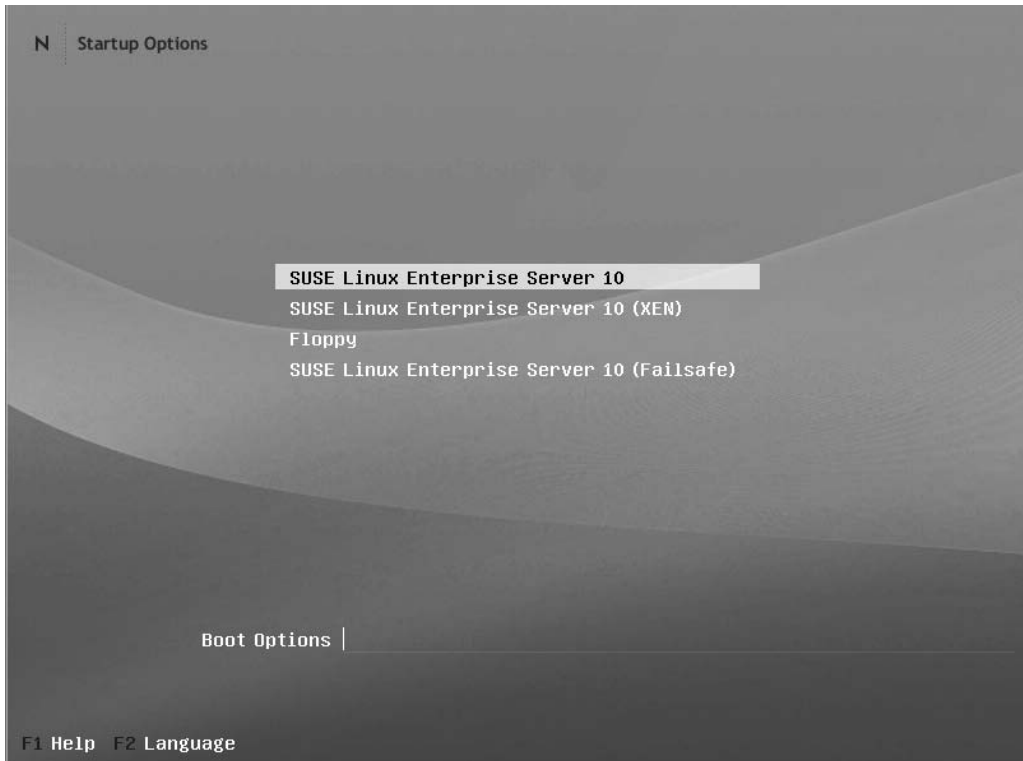 N Startup Options
SUSE Linux Enterprise Server 10
SUSE Linux Enterprise Server 10 (XEN)
Floppy
SUSE Linux Enterprise Server 10 (Failsafe)
Boot Options
F1 Help F2 Language